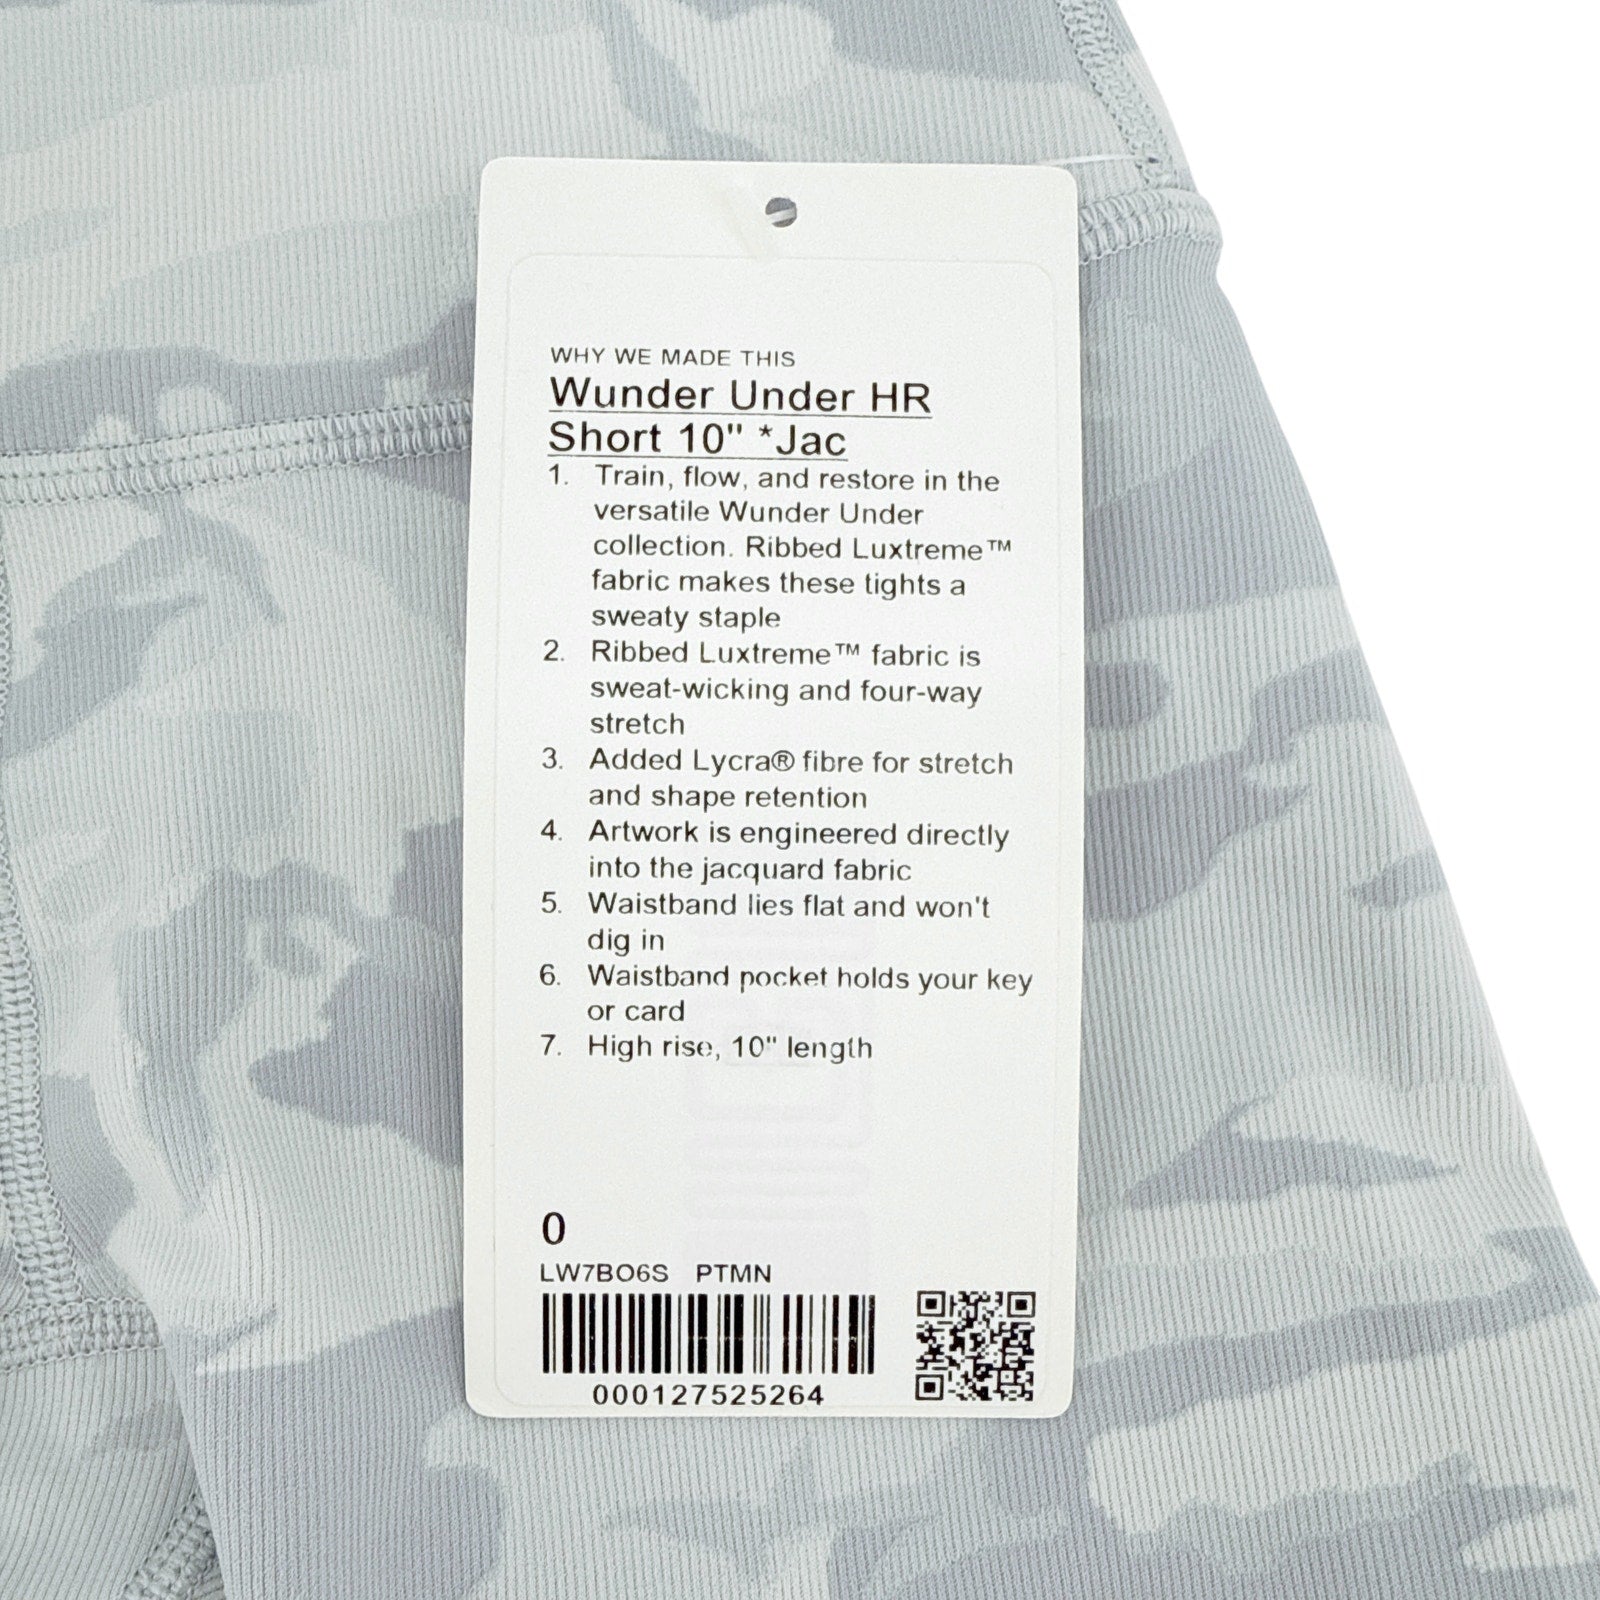 WHY WE MADE THIS
Wunder Under HR
Short 10" *Jac
1. Train, flow, and restore in the
versatile Wunder Under
collection. Ribbed Luxtreme™
fabric makes these tights a
sweaty staple
2. Ribbed Luxtreme™ fabric is
sweat-wicking and four-way
stretch
3. Added Lycra® fibre for stretch
and shape retention
4. Artwork is engineered directly
into the jacquard fabric
5. Waistband lies flat and won't
dig in
6. Waistband pocket holds your key
or card
7. High rise, 10" length
0
LW7BO6S PTMN
000127525264